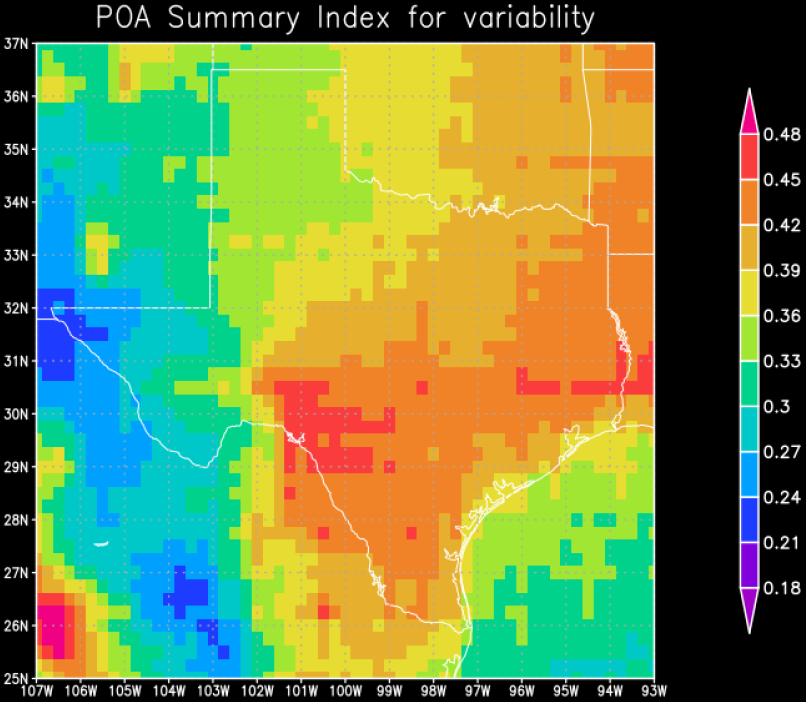 POA Summary Index for variability
37N
36N
35N
34N
33N
32N
31N
30N
29N
28N
27N
26N
25N
107W 106W 105W 104W 103W 102W 101W 100W 99W 98W 97W 96W 95W 94W 93W
0.48
0.45
0.42
0.39
0.36
0.33
0.3
0.27
0.24
0.21
0.18